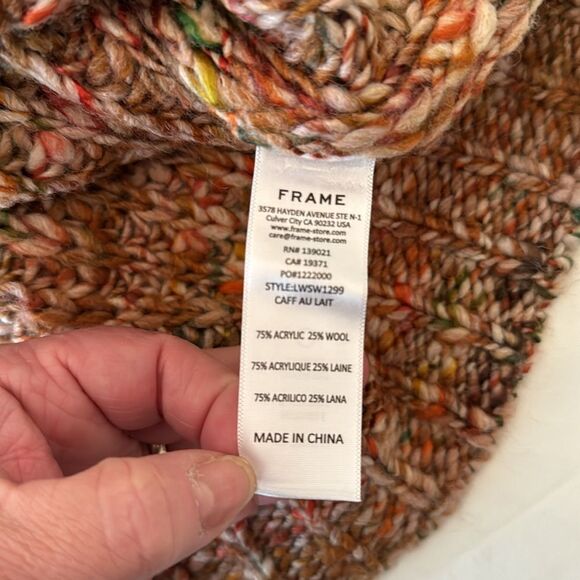 FRAME
3578 HAYDEN AVENUE STE N-1
Culver City CA 90232 USA
www.frame-store.com
care@frame-store.com
RN# 139021
CA# 19371
PO#1222000
STYLE:LWSW1299
CAFF AU LAIT
75% ACRYLIC 25% WOOL
75% ACRYLIQUE 25% LAINE
75% ACRILICO 25% LANA
MADE IN CHINA